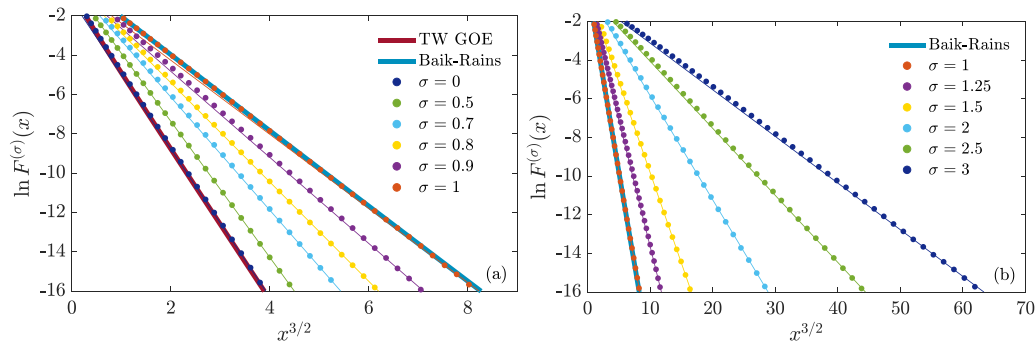 -2
-4
-6
-8
-10
-12
-14
-16
0
2
4
6
8
ln F^{(σ)}(x)
x^{3/2}
TW GOE
Baik-Rains
σ = 0
σ = 0.5
σ = 0.7
σ = 0.8
σ = 0.9
σ = 1
(a)
-2
-4
-6
-8
-10
-12
-14
-16
0
10
20
30
40
50
60
70
ln F^{(σ)}(x)
x^{3/2}
Baik-Rains
σ = 1
σ = 1.25
σ = 1.5
σ = 2
σ = 2.5
σ = 3
(b)